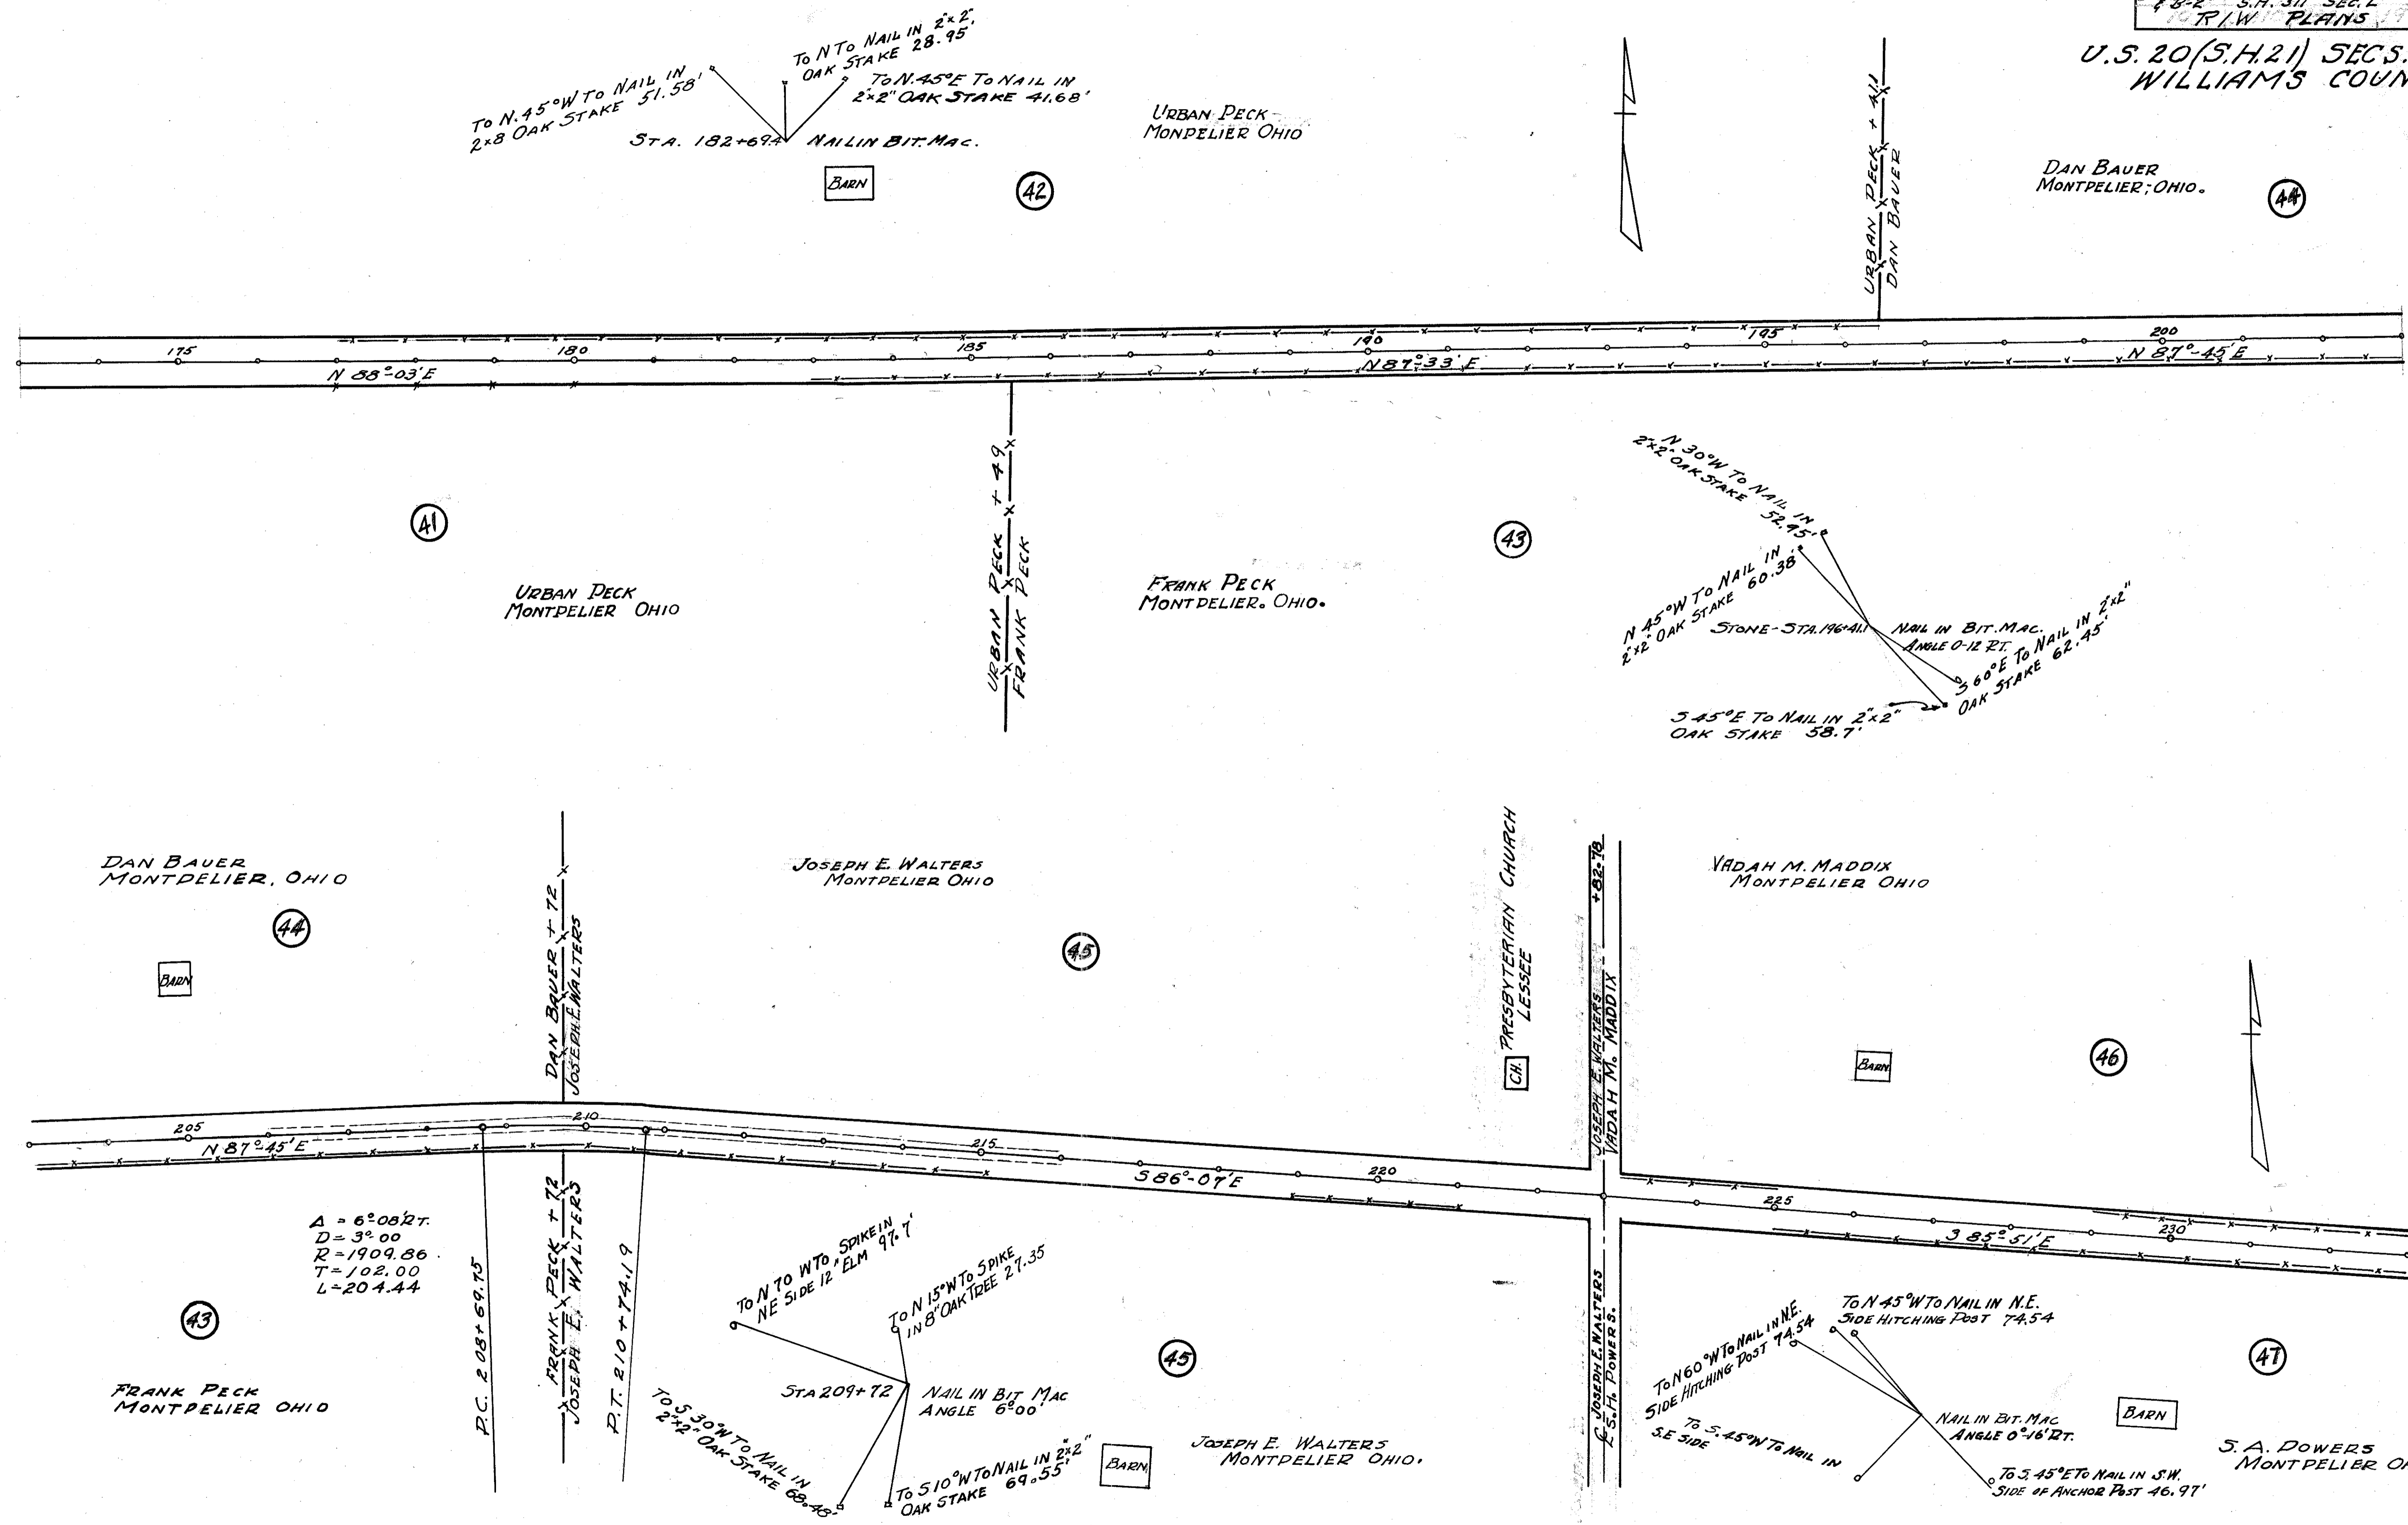 & B-2 S.H. 311 SEC. L
R/W PLANS
U.S. 20 (S.H. 21) SECS.
WILLIAMS COUN
TO N TO NAIL IN 2"x2"
OAK STAKE 28.95
TO N.45°W TO NAIL IN
2x8 OAK STAKE 51.58'
TO N.45°E TO NAIL IN
2"x2" OAK STAKE 41.68'
STA. 182+69.4 NAIL IN BIT. MAC.
BARN
42
URBAN PECK
MONPELIER OHIO
URBAN PECK + 41.1
DAN BAUER
DAN BAUER
MONTPELIER; OHIO.
44
175
180
185
190
195
200
N 88°-03'E
N 87°-33'E
N 87°-45'E
41
URBAN PECK
MONTPELIER OHIO
URBAN PECK + 49
FRANK PECK
FRANK PECK
MONTPELIER. OHIO.
43
N 30°W TO NAIL IN
2"x2" OAK STAKE 52.95'
N 45°W TO NAIL IN
2"x2" OAK STAKE 60.38'
STONE-STA. 196+41.1 NAIL IN BIT. MAC.
ANGLE 0-12 RT.
S 60°E TO NAIL IN 2"x2"
OAK STAKE 62.45'
S 45°E TO NAIL IN 2"x2"
OAK STAKE 58.7'
DAN BAUER
MONTPELIER, OHIO
44
BARN
DAN BAUER + 72
JOSEPH E. WALTERS
JOSEPH E. WALTERS
MONTPELIER OHIO
45
PRESBYTERIAN CHURCH
LESSEE
CH.
+82.78
JOSEPH E. WALTERS
VADAH M. MADDIX
VADAH M. MADDIX
MONTPELIER OHIO
BARN
46
205
210
215
220
225
230
N 87°-45'E
S 86°-07'E
S 85°-51'E
Δ = 6°-08' RT.
D = 3°-00
R = 1909.86
T = 102.00
L = 204.44
43
FRANK PECK
MONTPELIER OHIO
P.C. 208+69.75
FRANK PECK + 72
JOSEPH E. WALTERS
P.T. 210+74.19
TO N 70 W TO SPIKE IN
NE SIDE 12" ELM 97.7'
TO N 15°W TO SPIKE
IN 8" OAK TREE 27.35
STA 209+72 NAIL IN BIT. MAC
ANGLE 6°00'
TO S 30°W TO NAIL IN
2"x2" OAK STAKE 68.48'
TO S 10°W TO NAIL IN 2"x2"
OAK STAKE 69.55'
BARN
45
JOSEPH E. WALTERS
MONTPELIER OHIO.
JOSEPH E. WALTERS
S.H. POWERS.
TO N 60°W TO NAIL IN N.E.
SIDE HITCHING POST 74.54
TO N 45°W TO NAIL IN N.E.
SIDE HITCHING POST 74.54
TO S. 45°W TO NAIL IN
S.E SIDE
NAIL IN BIT. MAC
ANGLE 0°-16' RT.
TO S. 45°E TO NAIL IN S.W.
SIDE OF ANCHOR POST 46.97'
BARN
47
S. A. POWERS
MONTPELIER OH